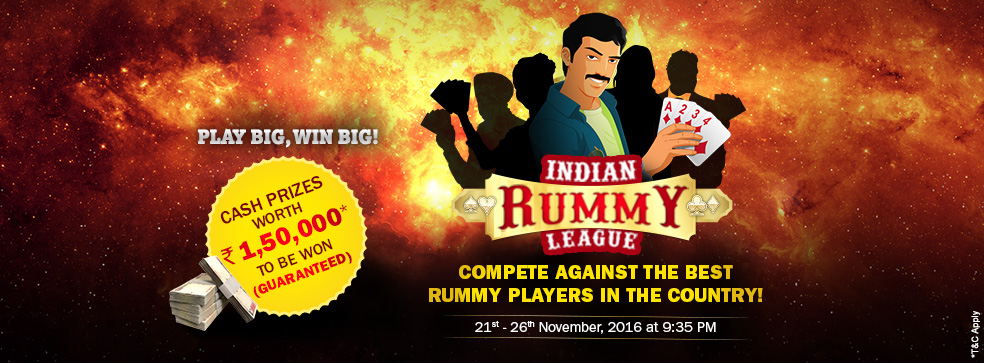 PLAY BIG, WIN BIG!
CASH PRIZES
WORTH
₹ 1,50,000*
TO BE WON
(GUARANTEED)
A 2 3 4
INDIAN
RUMMY
LEAGUE
COMPETE AGAINST THE BEST
RUMMY PLAYERS IN THE COUNTRY!
21st - 26th November, 2016 at 9:35 PM
*T&C Apply